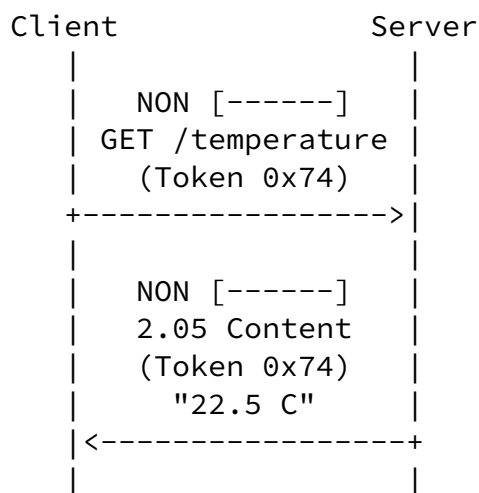 Client                Server
   |                    |
   |   NON [------]     |
   | GET /temperature   |
   |   (Token 0x74)     |
   +------------------->|
   |                    |
   |   NON [------]     |
   |   2.05 Content     |
   |   (Token 0x74)     |
   |     "22.5 C"       |
   |<-------------------+
   |                    |